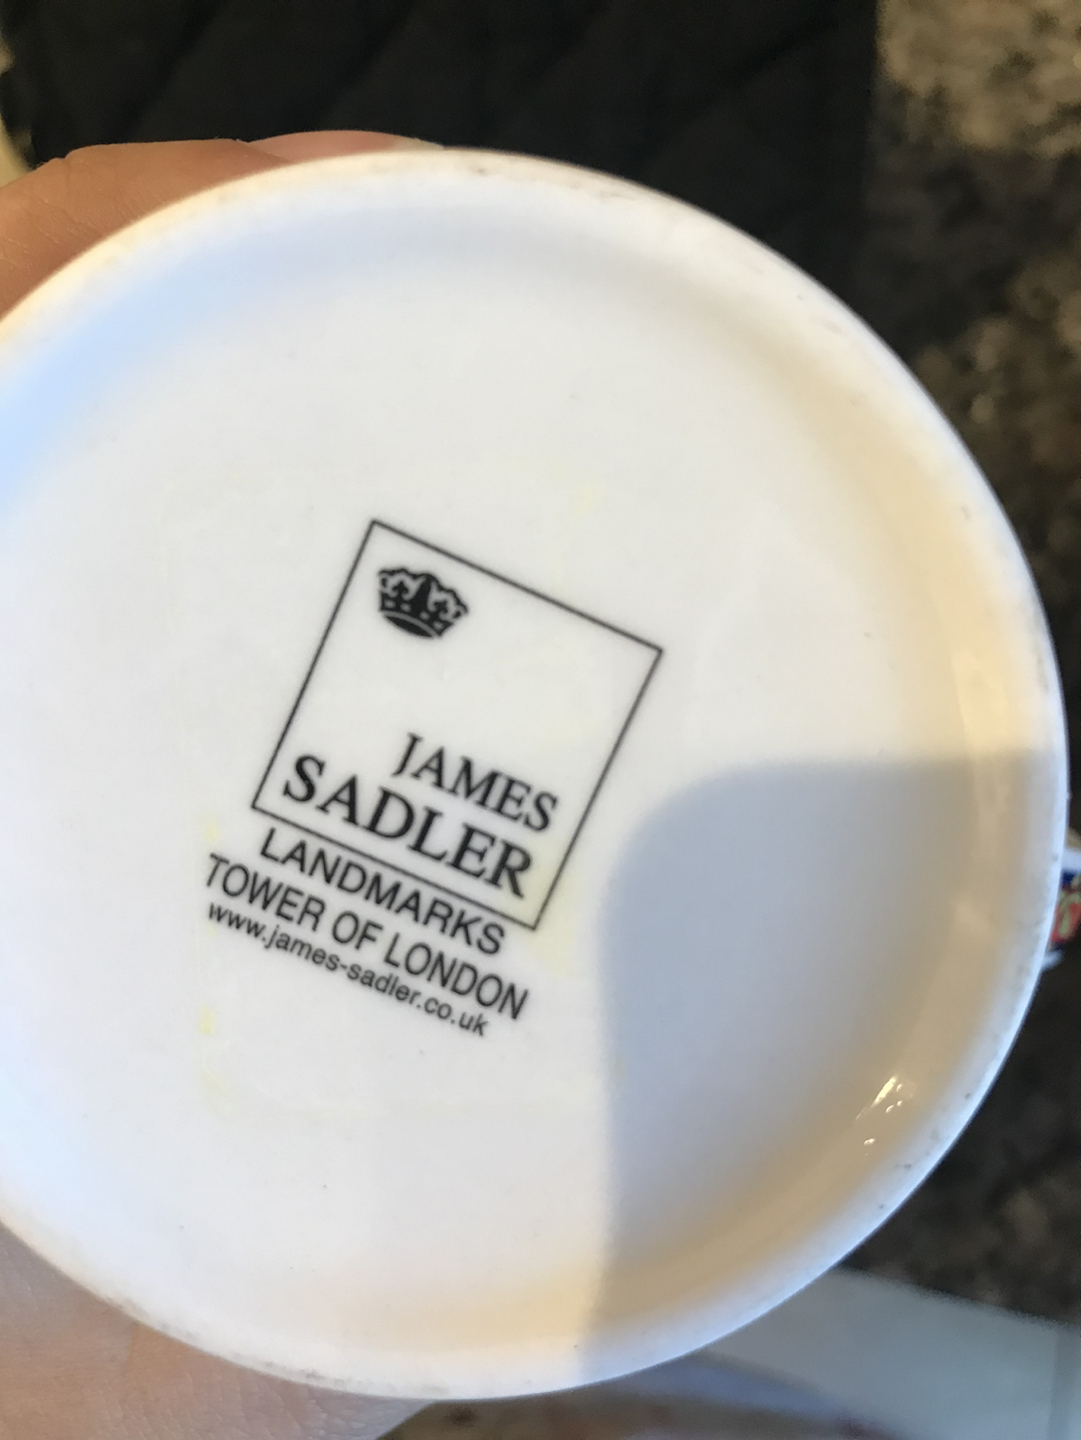 JAMES
SADLER
LANDMARKS
TOWER OF LONDON
www.james-sadler.co.uk